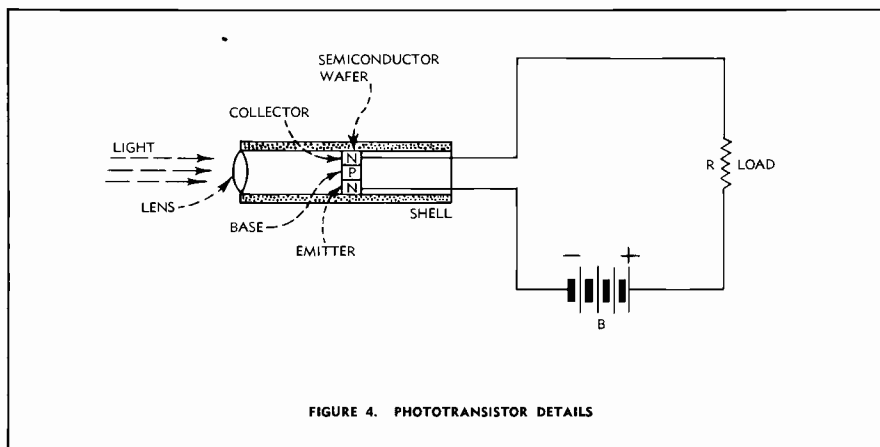 SEMICONDUCTOR
WAFER
COLLECTOR
LIGHT
N
P
N
R LOAD
LENS
BASE
SHELL
EMITTER
− +
B
FIGURE 4. PHOTOTRANSISTOR DETAILS